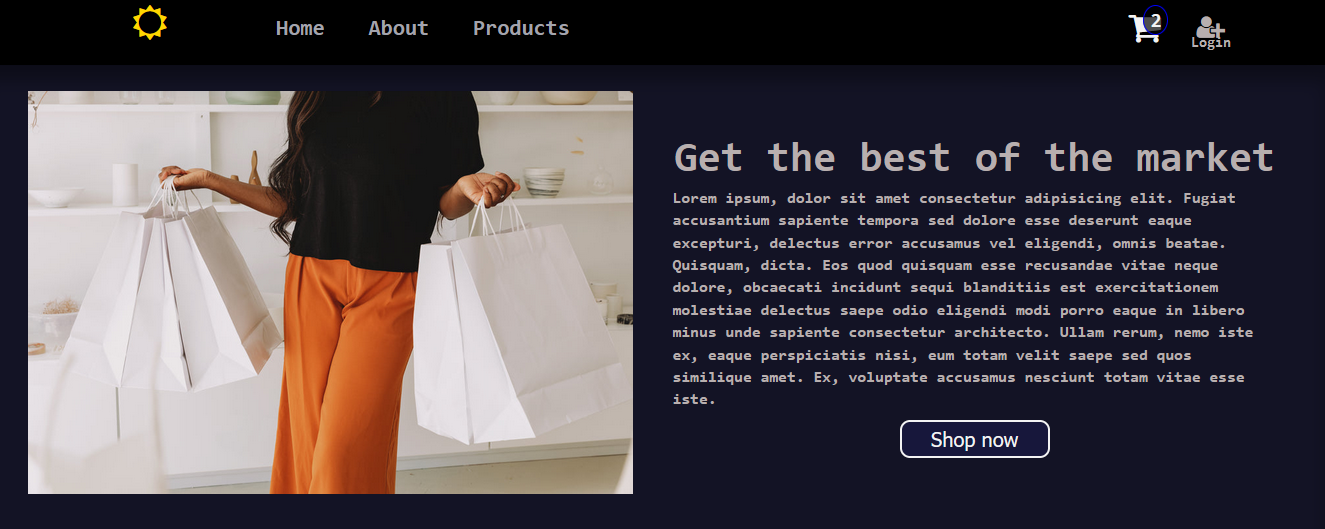 Home About Products 2
Login
Get the best of the market
Lorem ipsum, dolor sit amet consectetur adipisicing elit. Fugiat
accusantium sapiente tempora sed dolore esse deserunt eaque
excepturi, delectus error accusamus vel eligendi, omnis beatae.
Quisquam, dicta. Eos quod quisquam esse recusandae vitae neque
dolore, obcaecati incidunt sequi blanditiis est exercitationem
molestiae delectus saepe odio eligendi modi porro eaque in libero
minus unde sapiente consectetur architecto. Ullam rerum, nemo iste
ex, eaque perspiciatis nisi, eum totam velit saepe sed quos
similique amet. Ex, voluptate accusamus nesciunt totam vitae esse
iste.
Shop now